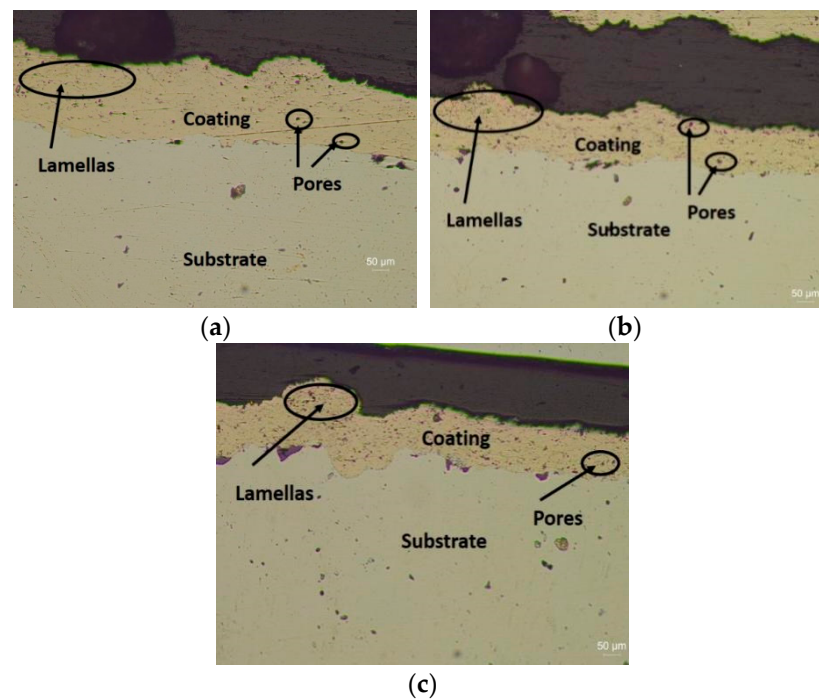 Coating
Lamellas
Pores
Substrate
50 µm
(a)
Coating
Lamellas
Pores
Substrate
50 µm
(b)
Coating
Lamellas
Pores
Substrate
50 µm
(c)